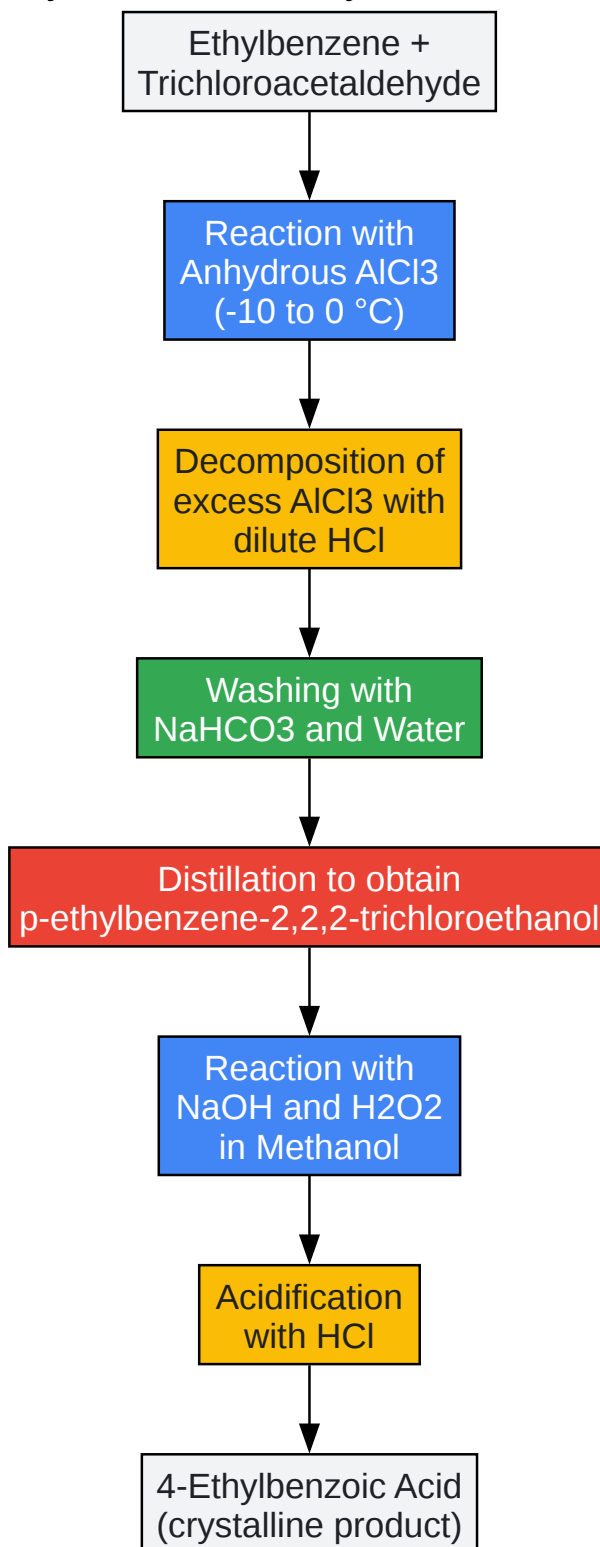 Ethylbenzene +
Trichloroacetaldehyde
Reaction with
Anhydrous AlCl3
(-10 to 0 °C)
Decomposition of
excess AlCl3 with
dilute HCl
Washing with
NaHCO3 and Water
Distillation to obtain
p-ethylbenzene-2,2,2-trichloroethanol
Reaction with
NaOH and H2O2
in Methanol
Acidification
with HCl
4-Ethylbenzoic Acid
(crystalline product)